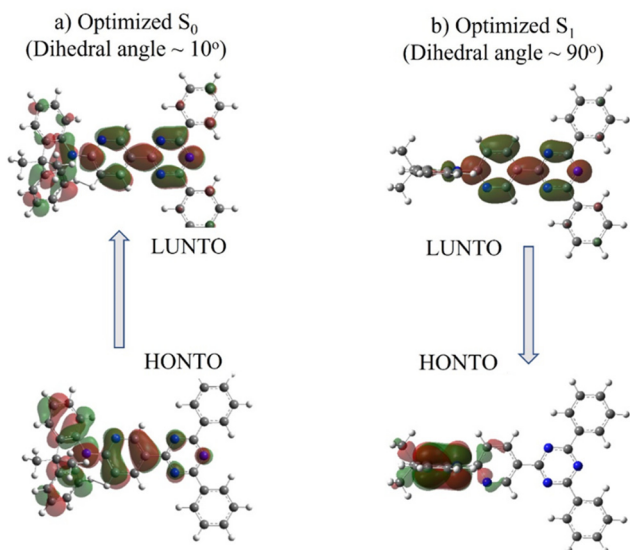 a) Optimized S₀
(Dihedral angle ~ 10°)
b) Optimized S₁
(Dihedral angle ~ 90°)
LUNTO
LUNTO
HONTO
HONTO